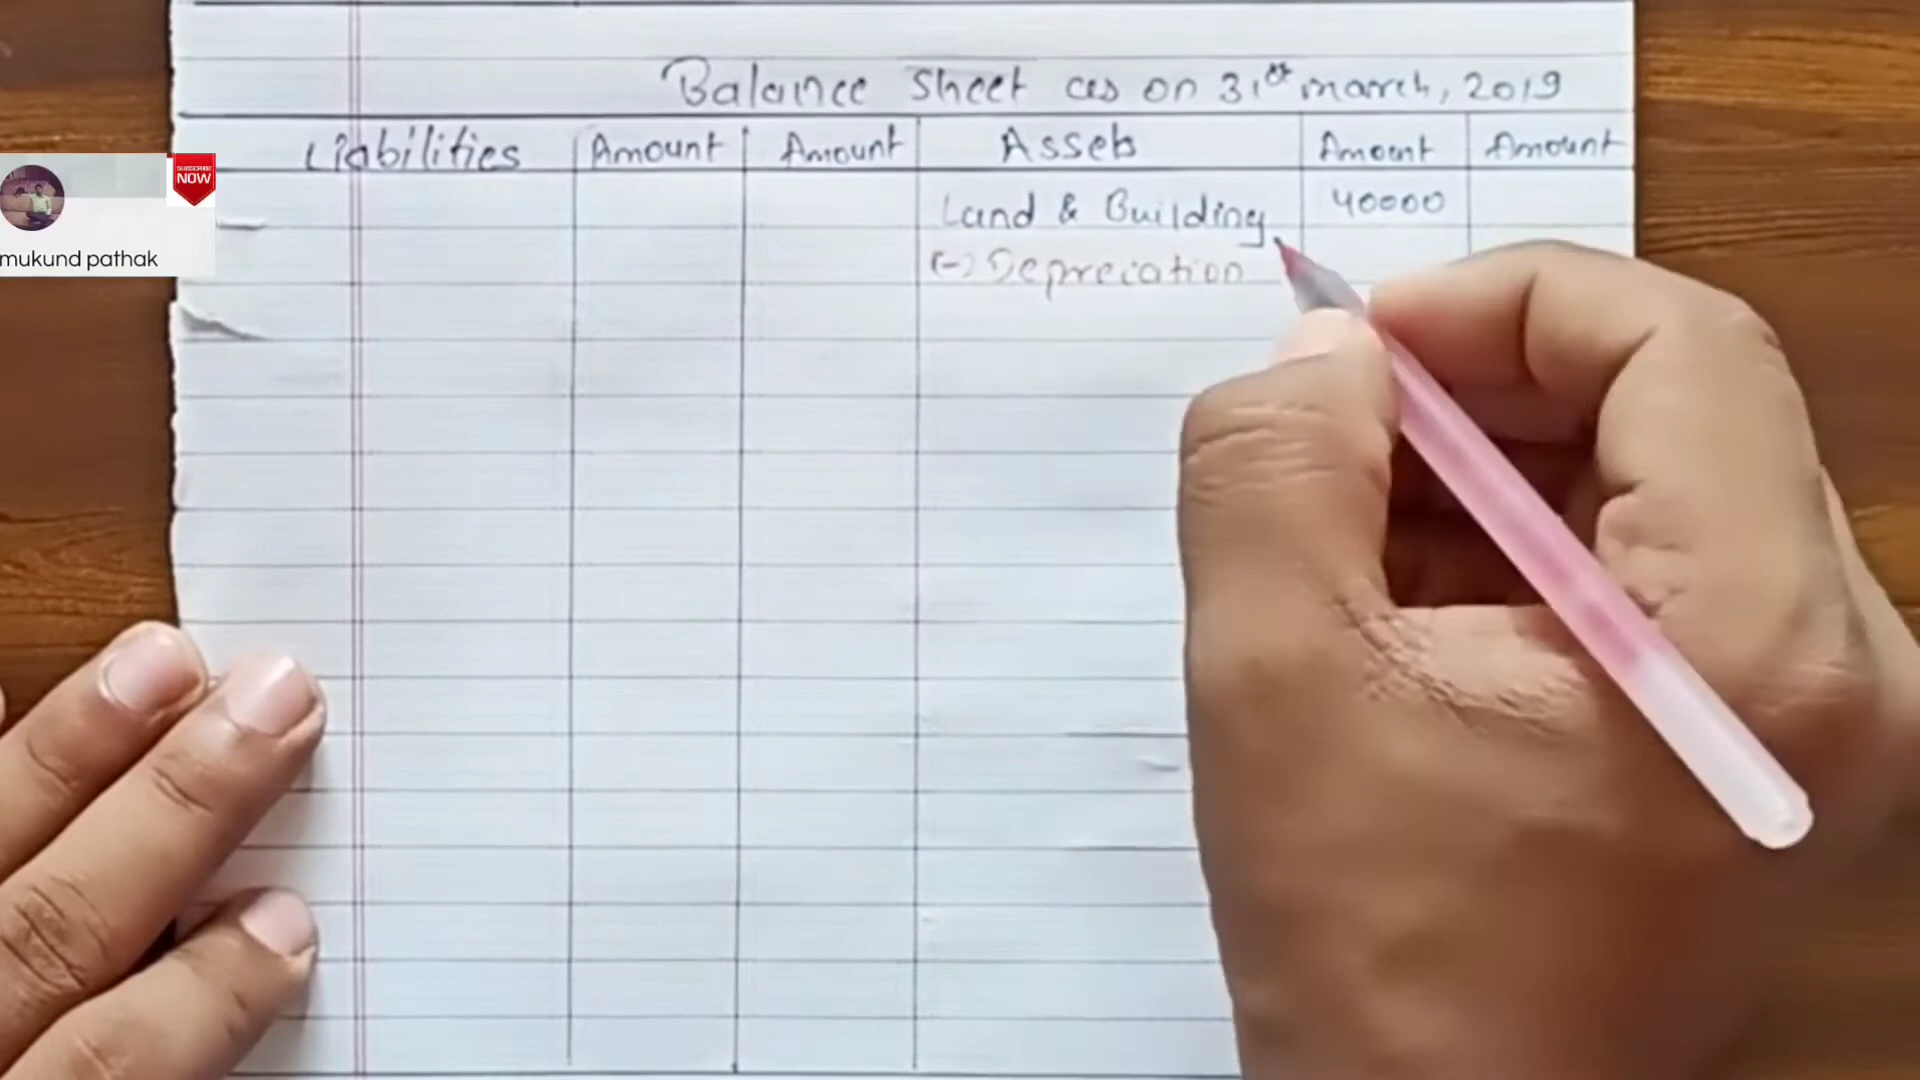 Balance Sheet as on 31st march, 2019
Liabilities Amount Amount Assets Amount Amount
SUBSCRIBE
NOW
Land & Building 40000
mukund pathak
(-) Depreciation